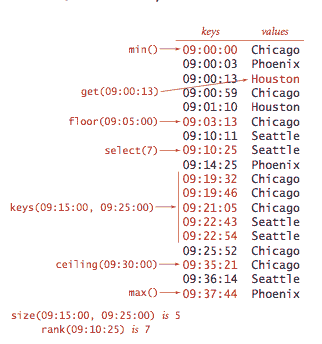 keys values
min() 09:00:00 Chicago
09:00:03 Phoenix
09:00:13 Houston
get(09:00:13) 09:00:59 Chicago
09:01:10 Houston
floor(09:05:00) 09:03:13 Chicago
09:10:11 Seattle
select(7) 09:10:25 Seattle
09:14:25 Phoenix
09:19:32 Chicago
09:19:46 Chicago
keys(09:15:00, 09:25:00) 09:21:05 Chicago
09:22:43 Seattle
09:22:54 Seattle
09:25:52 Chicago
ceiling(09:30:00) 09:35:21 Chicago
09:36:14 Seattle
max() 09:37:44 Phoenix
size(09:15:00, 09:25:00) is 5
rank(09:10:25) is 7